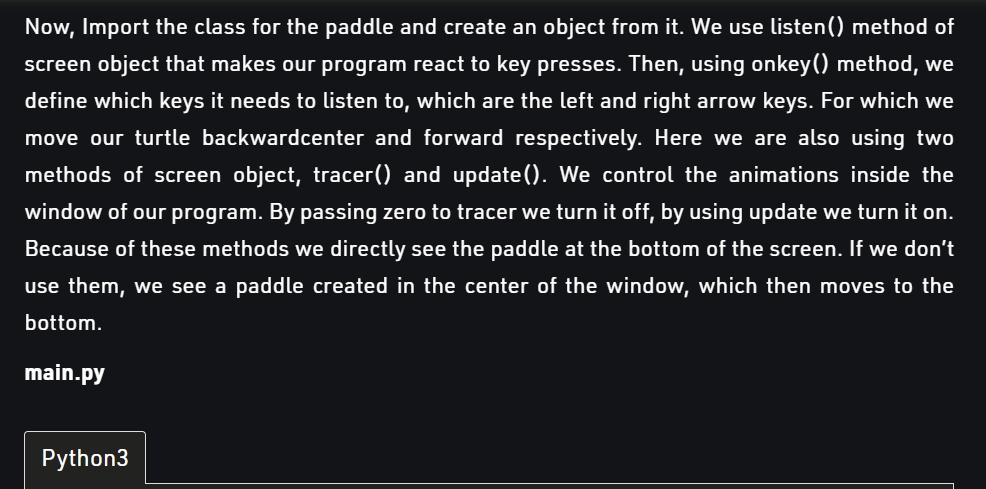 Now, Import the class for the paddle and create an object from it. We use listen() method of
screen object that makes our program react to key presses. Then, using onkey() method, we
define which keys it needs to listen to, which are the left and right arrow keys. For which we
move our turtle backwardcenter and forward respectively. Here we are also using two
methods of screen object, tracer() and update(). We control the animations inside the
window of our program. By passing zero to tracer we turn it off, by using update we turn it on.
Because of these methods we directly see the paddle at the bottom of the screen. If we don’t
use them, we see a paddle created in the center of the window, which then moves to the
bottom.
main.py
Python3